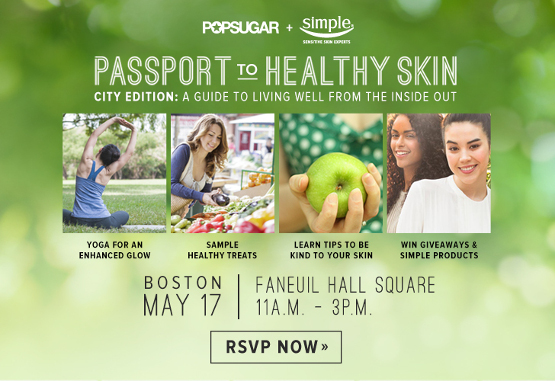 POPSUGAR + simple
SENSITIVE SKIN EXPERTS
PASSPORT TO HEALTHY SKIN
CITY EDITION: A GUIDE TO LIVING WELL FROM THE INSIDE OUT
YOGA FOR AN
ENHANCED GLOW
SAMPLE
HEALTHY TREATS
LEARN TIPS TO BE
KIND TO YOUR SKIN
WIN GIVEAWAYS &
SIMPLE PRODUCTS
BOSTON
MAY 17
FANEUIL HALL SQUARE
11A.M. – 3P.M.
RSVP NOW »